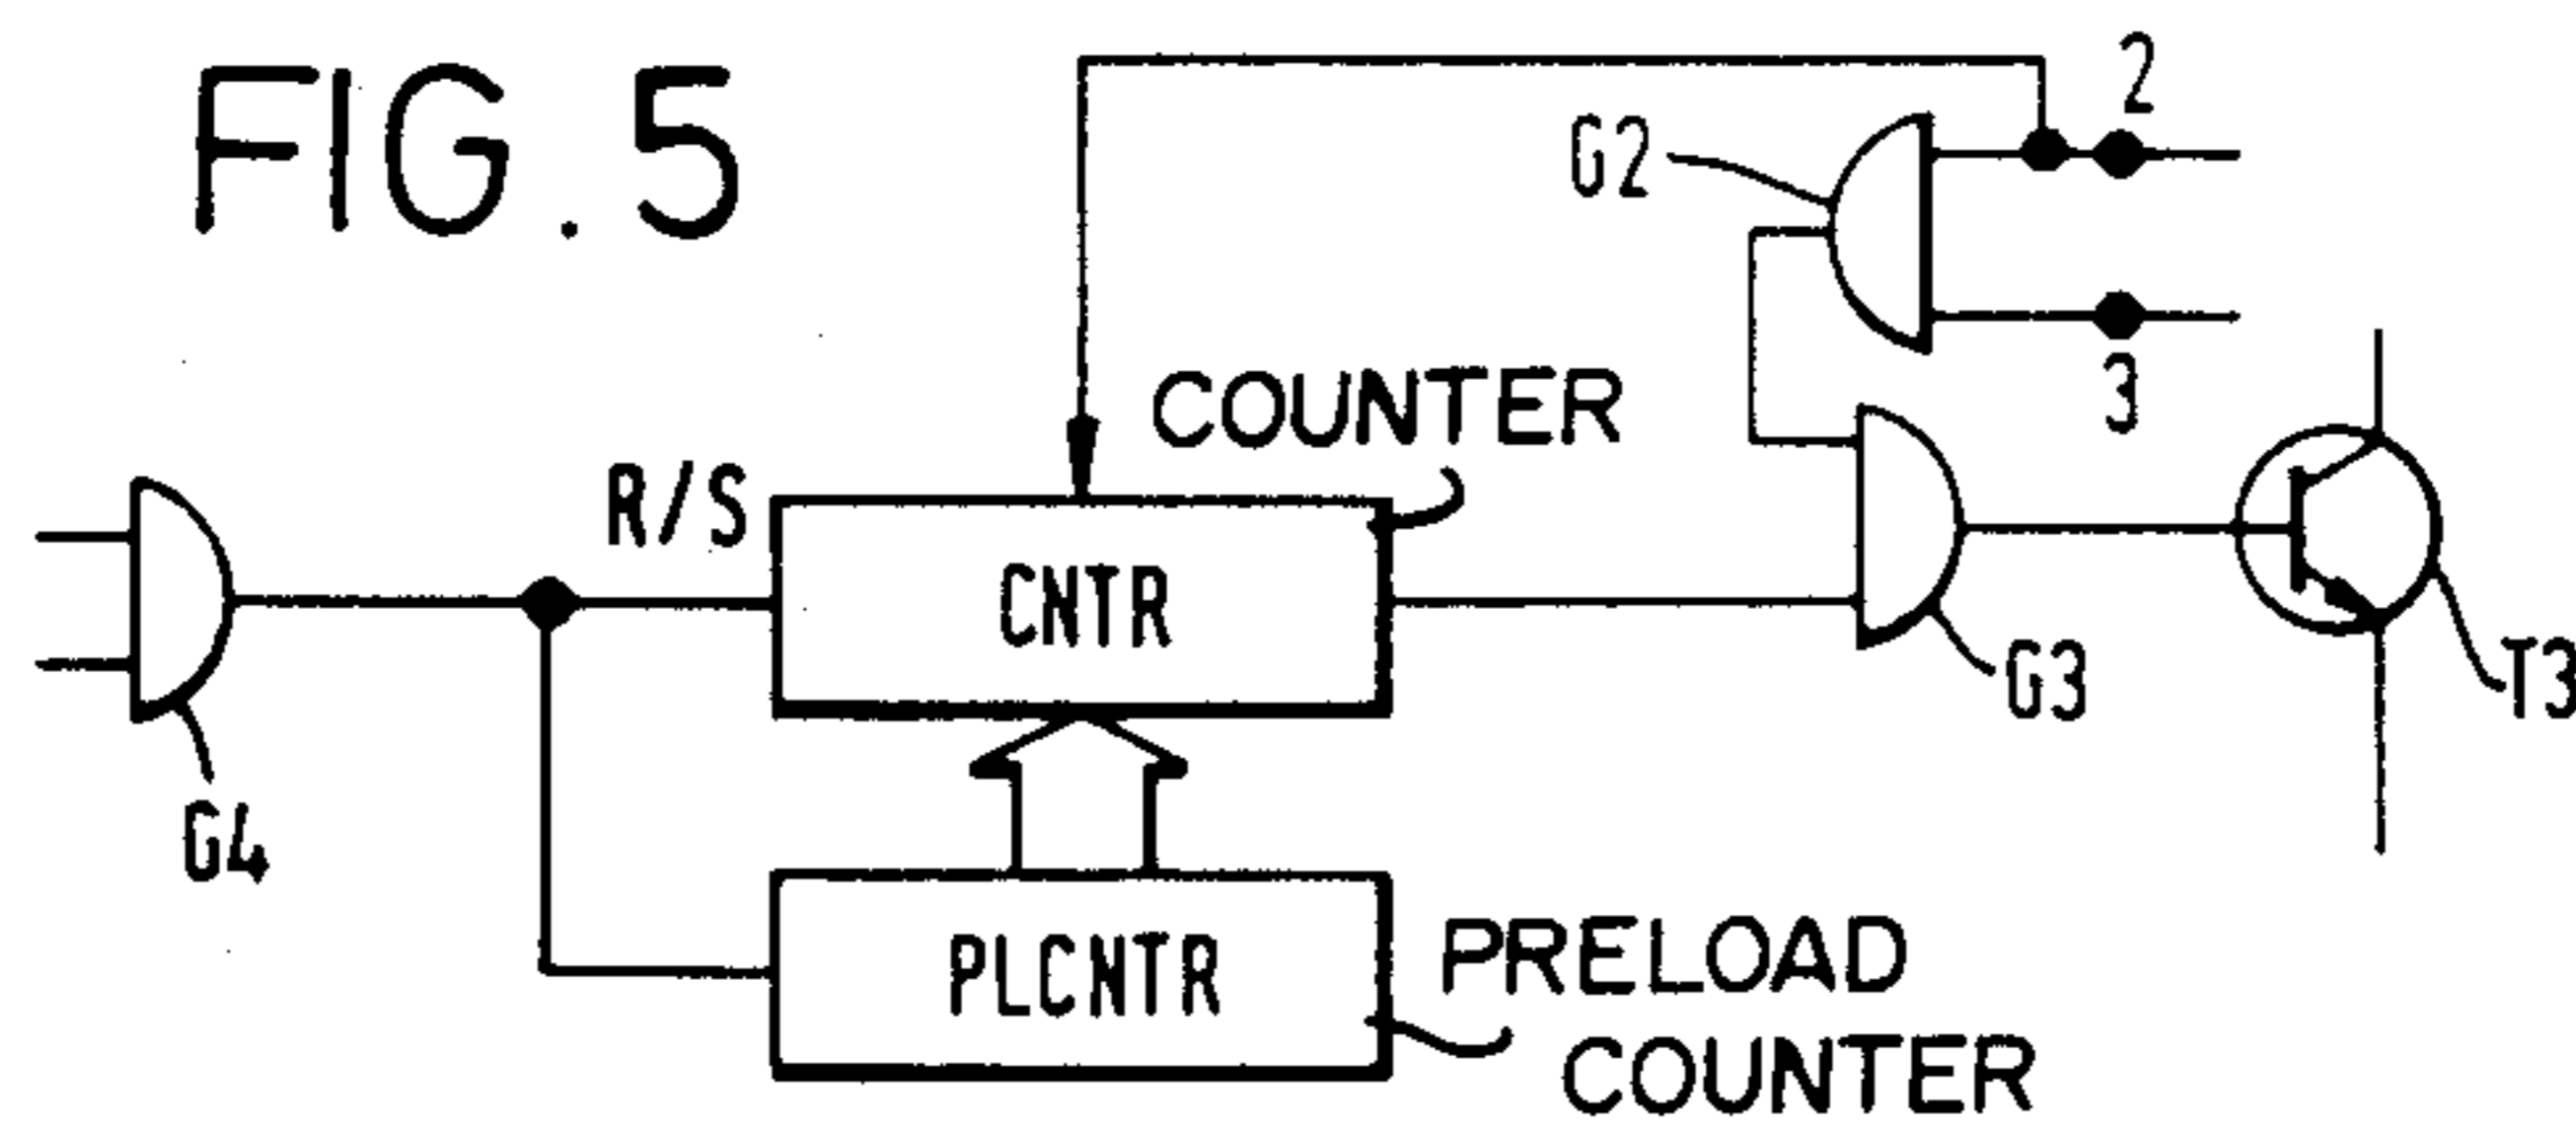 FIG. 5
2
G2
3
COUNTER
R/S
CNTR
G3
T3
G4
PLCNTR
PRELOAD
COUNTER